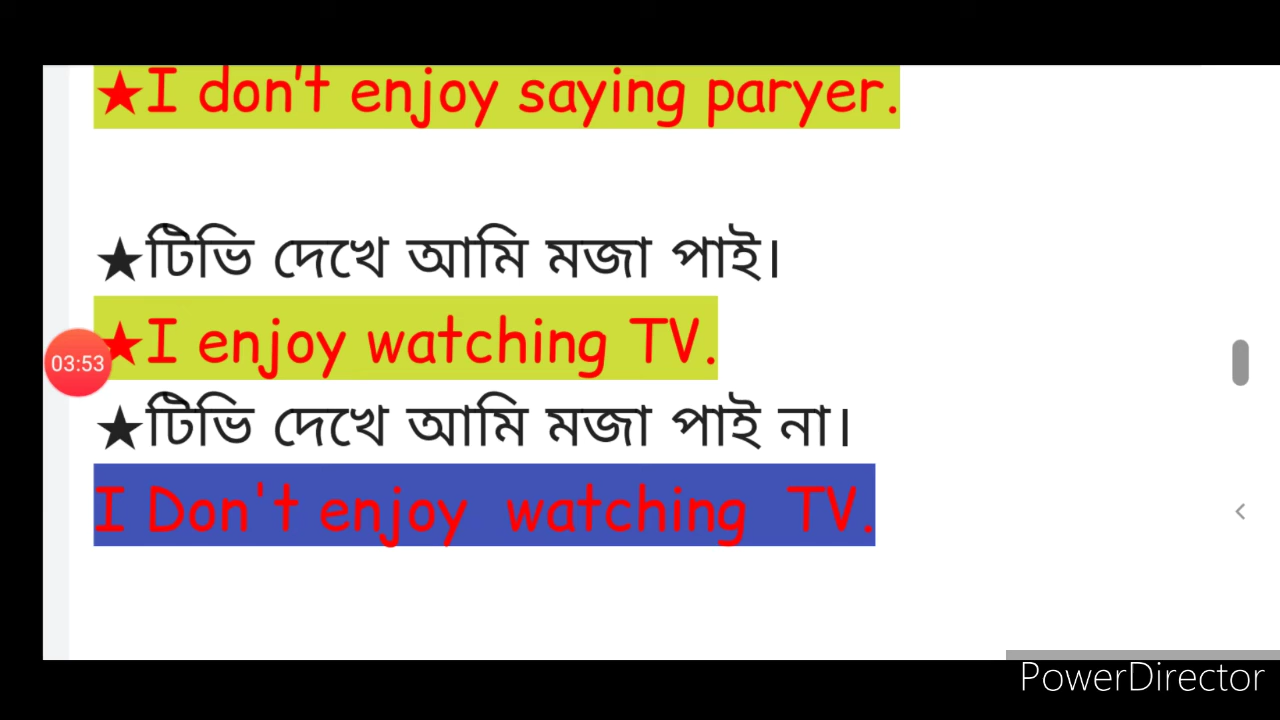 ★I don't enjoy saying paryer.
★টিভি দেখে আমি মজা পাই।
★I enjoy watching TV.
03:53
★টিভি দেখে আমি মজা পাই না।
I Don't enjoy watching TV.
PowerDirector